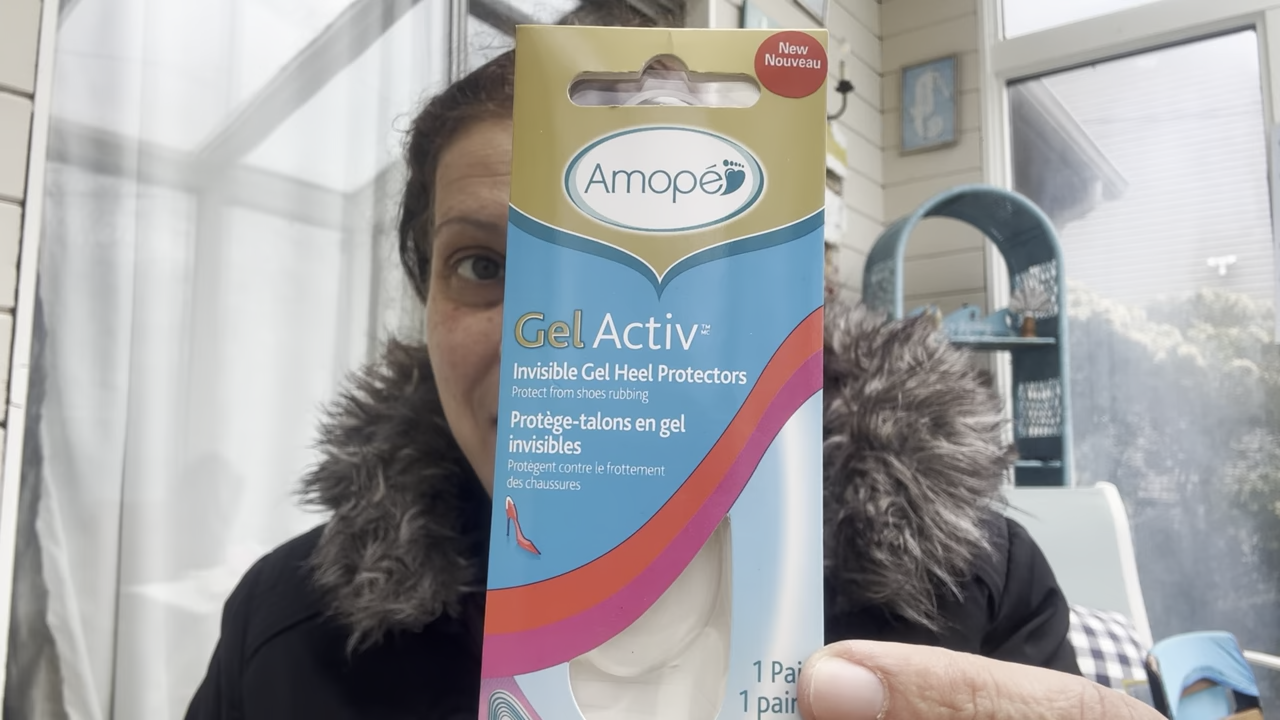 New
Nouveau
Amopé
Gel Activ™
MC
Invisible Gel Heel Protectors
Protect from shoes rubbing
Protège-talons en gel
invisibles
Protègent contre le frottement
des chaussures
1 Pai
1 pair